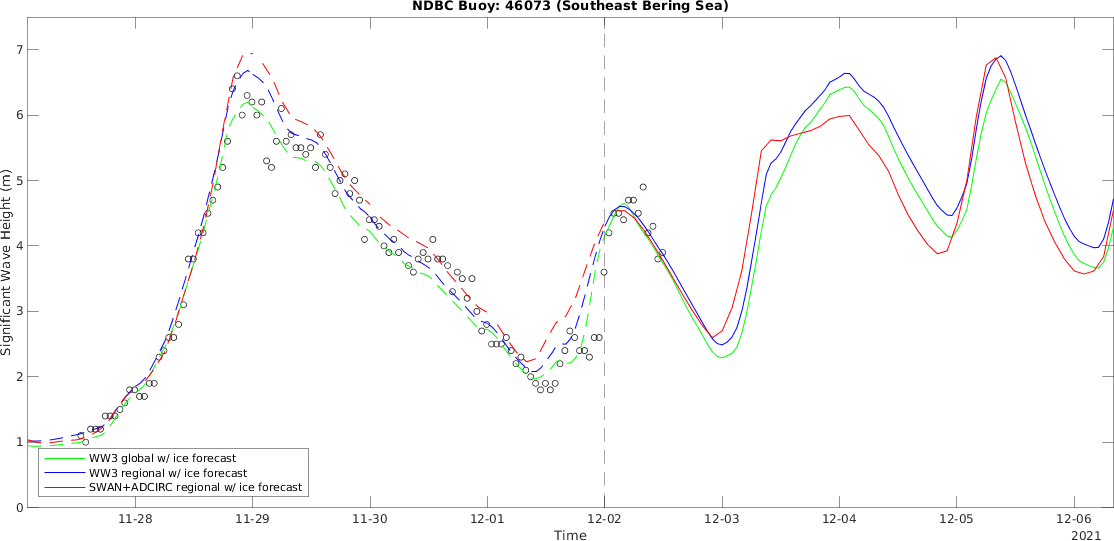 NDBC Buoy: 46073 (Southeast Bering Sea)
7
6
5
4
3
2
1
0
Significant Wave Height (m)
WW3 global w/ ice forecast
WW3 regional w/ ice forecast
SWAN+ADCIRC regional w/ ice forecast
11-28 11-29 11-30 12-01 12-02 12-03 12-04 12-05 12-06
Time
2021